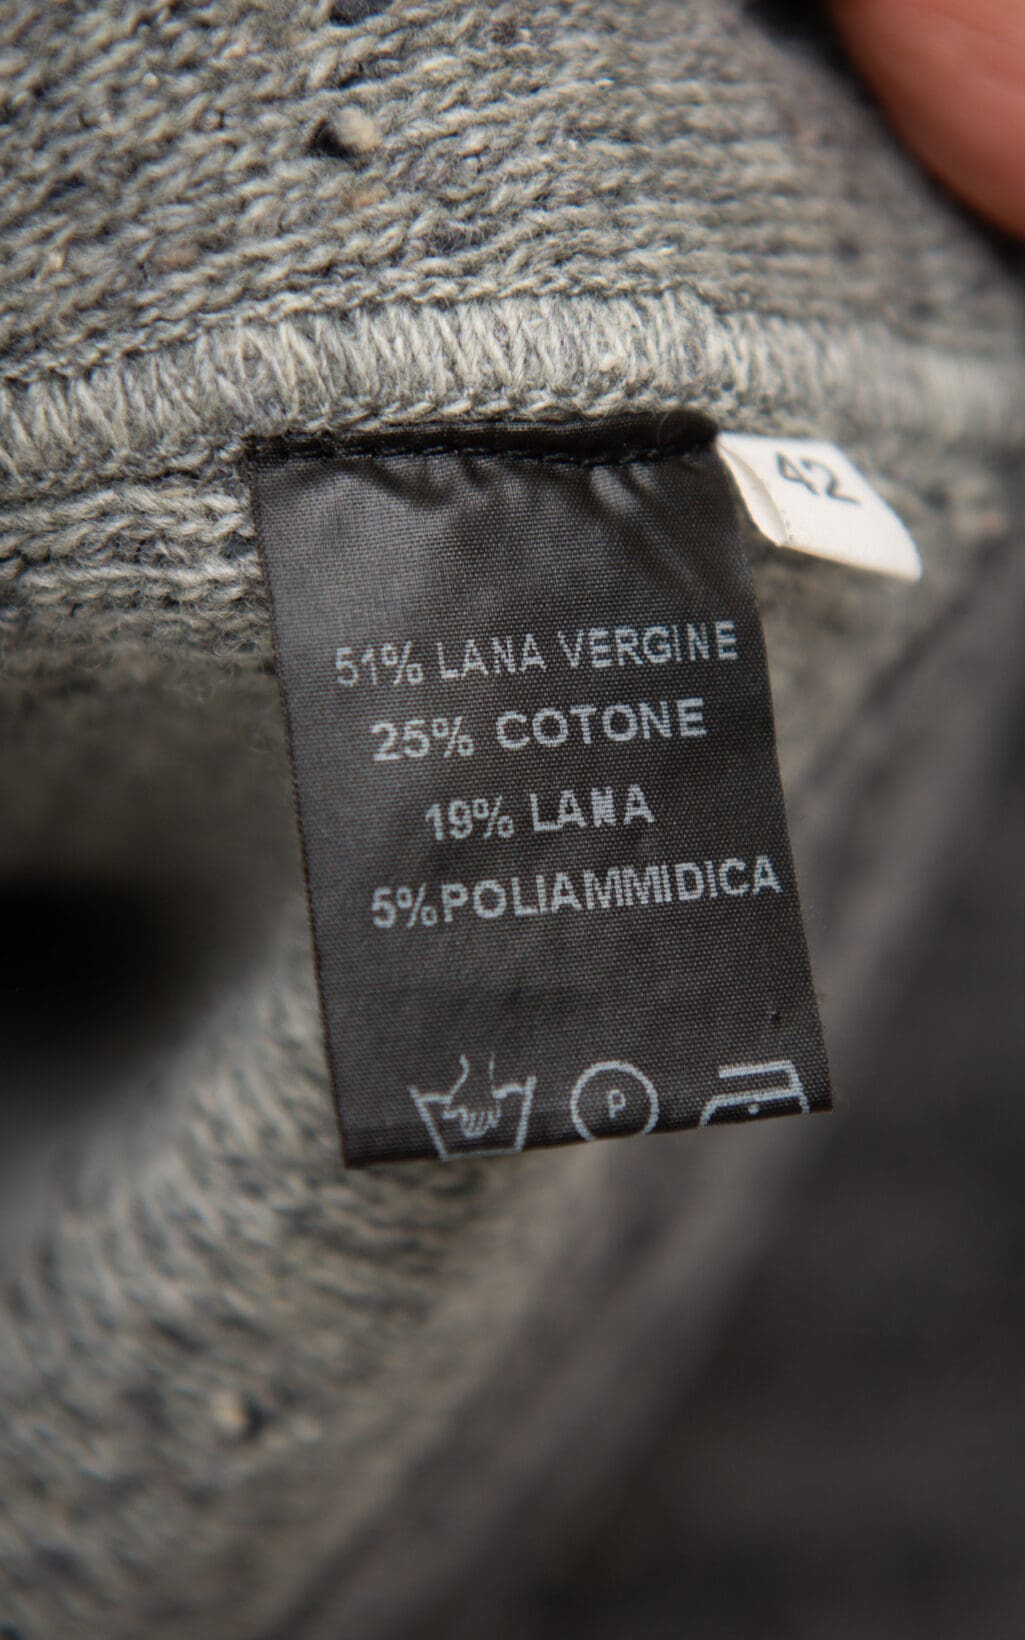 42
51% LANA VERGINE
25% COTONE
19% LANA
5% POLIAMMIDICA
P